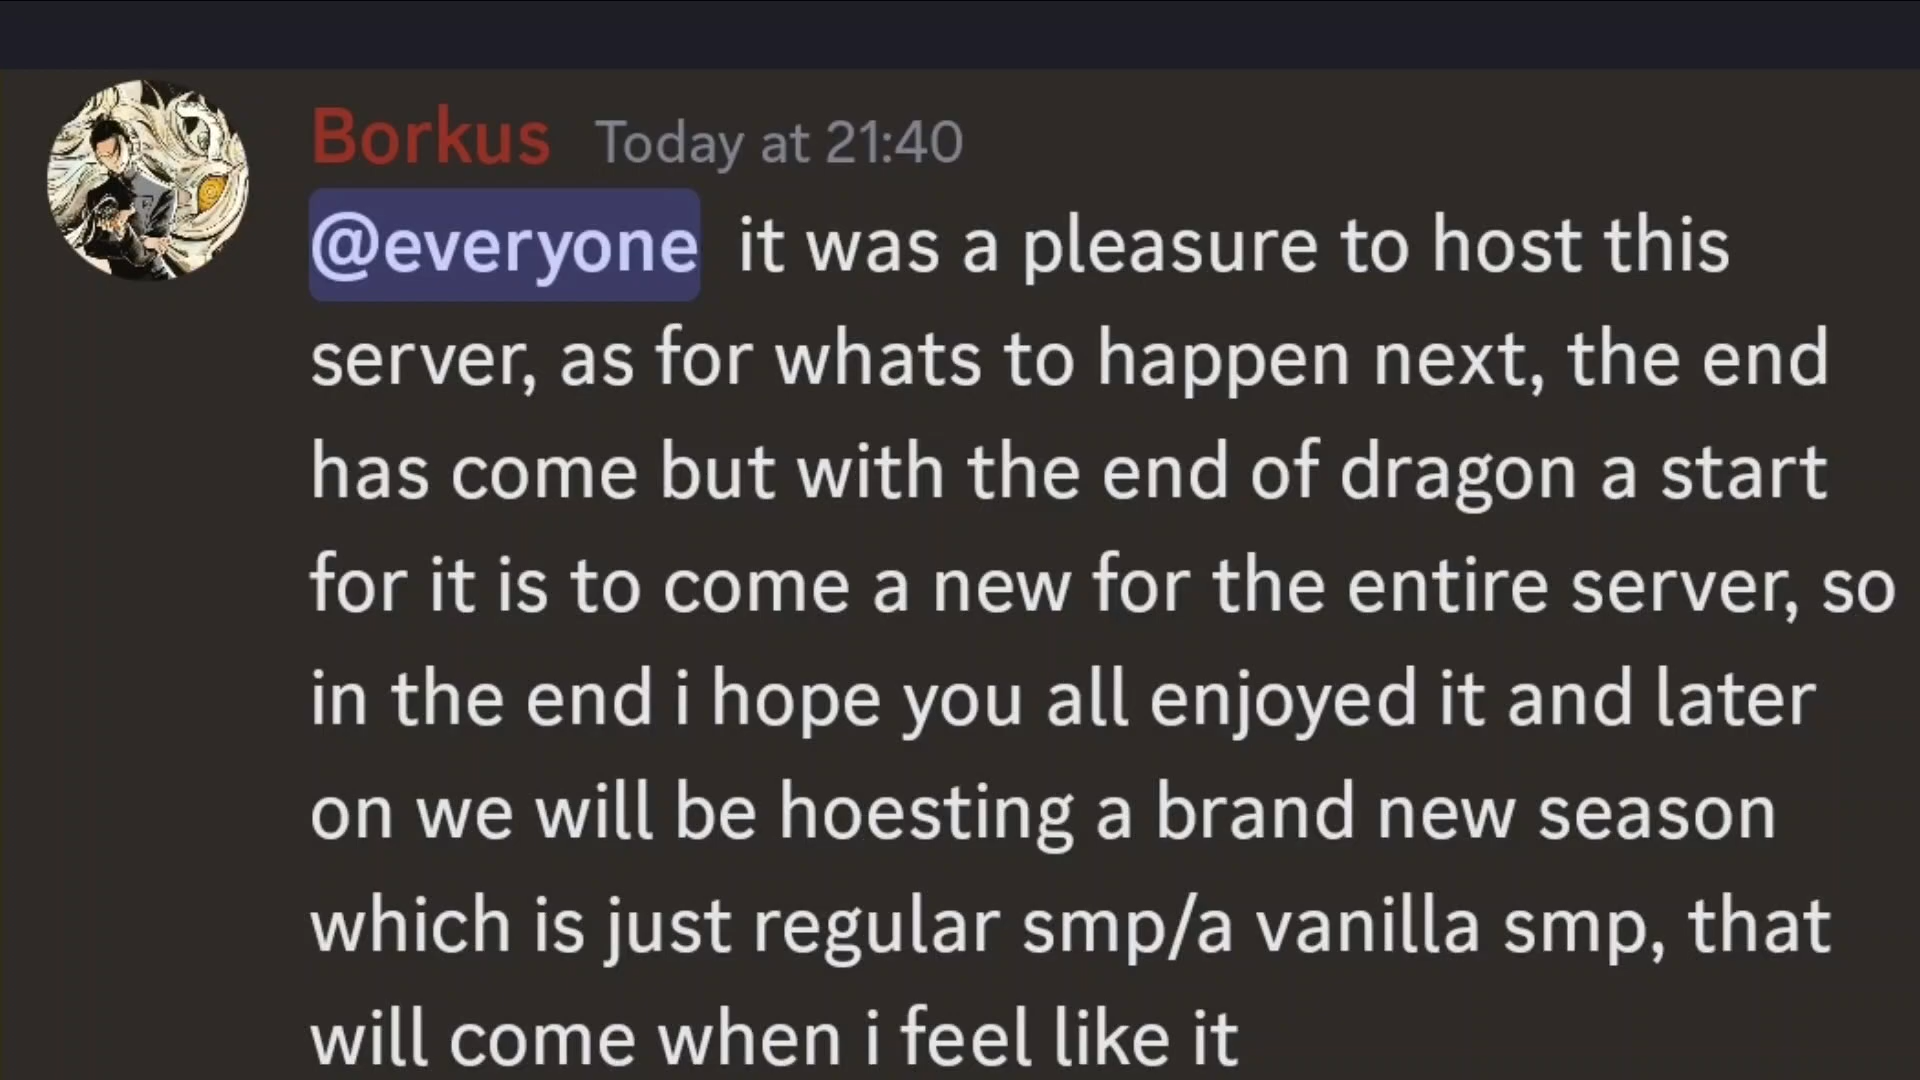 Borkus Today at 21:40
@everyone it was a pleasure to host this
server, as for whats to happen next, the end
has come but with the end of dragon a start
for it is to come a new for the entire server, so
in the end i hope you all enjoyed it and later
on we will be hoesting a brand new season
which is just regular smp/a vanilla smp, that
will come when i feel like it